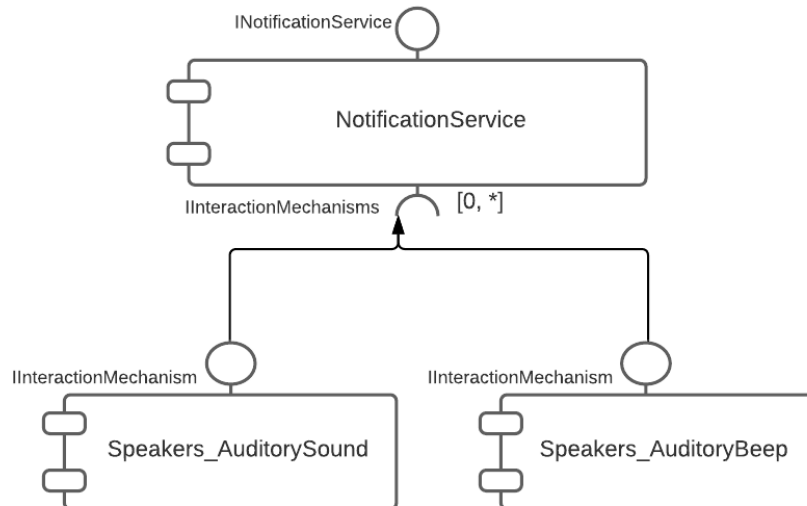 INotificationService
NotificationService
IInteractionMechanisms
[0, *]
IInteractionMechanism
IInteractionMechanism
Speakers_AuditorySound
Speakers_AuditoryBeep